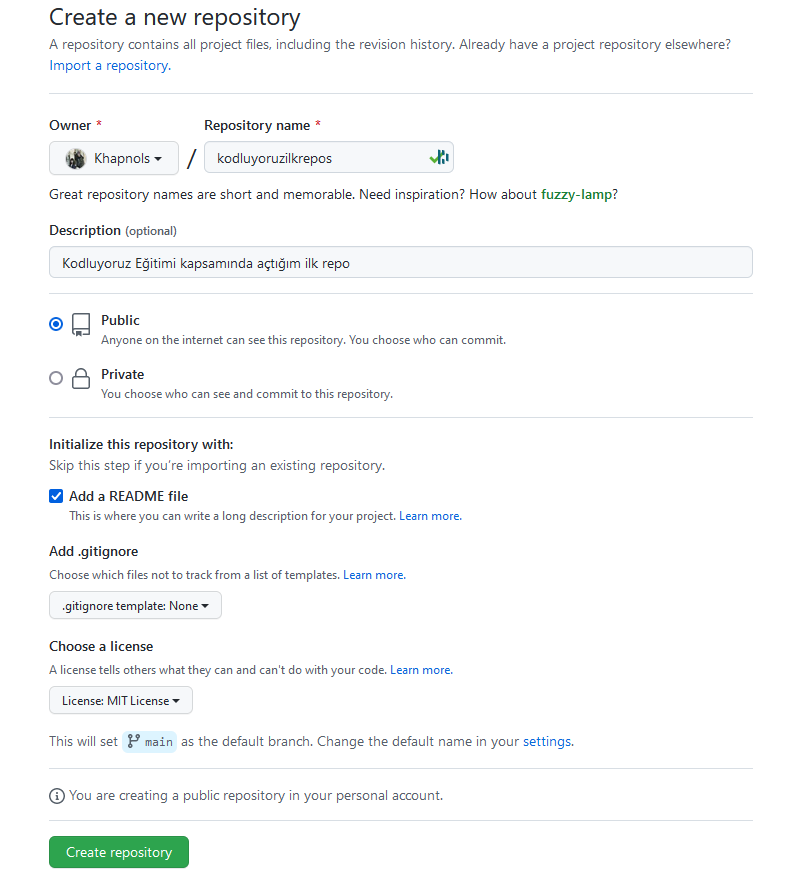 Create a new repository
A repository contains all project files, including the revision history. Already have a project repository elsewhere?
Import a repository.
Owner * Repository name *
Khapnols / kodluyoruzilkrepos
Great repository names are short and memorable. Need inspiration? How about fuzzy-lamp?
Description (optional)
Kodluyoruz Eğitimi kapsamında açtığım ilk repo
Public
Anyone on the internet can see this repository. You choose who can commit.
Private
You choose who can see and commit to this repository.
Initialize this repository with:
Skip this step if you're importing an existing repository.
Add a README file
This is where you can write a long description for your project. Learn more.
Add .gitignore
Choose which files not to track from a list of templates. Learn more.
.gitignore template: None
Choose a license
A license tells others what they can and can't do with your code. Learn more.
License: MIT License
This will set main as the default branch. Change the default name in your settings.
You are creating a public repository in your personal account.
Create repository